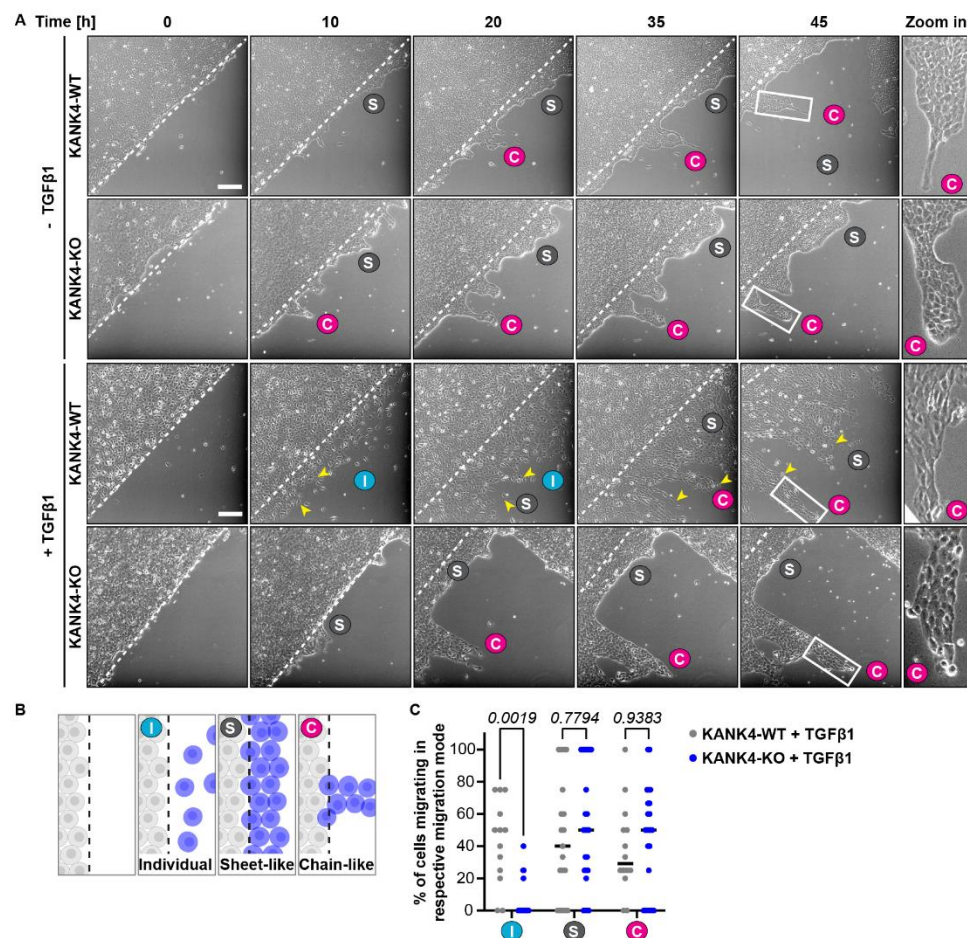 A Time [h] 0 10 20 35 45 Zoom in
- TGFβ1
KANK4-WT
S
S
C
S
C
C
S
C
KANK4-KO
S
C
S
C
S
C
S
C
C
+ TGFβ1
KANK4-WT
I
I
S
S
C
S
C
C
KANK4-KO
S
S
C
S
C
S
C
C
B
I S C
Individual Sheet-like Chain-like
C
0.0019 0.7794 0.9383
KANK4-WT + TGFβ1
KANK4-KO + TGFβ1
% of cells migrating in
respective migration mode
100
80
60
40
20
0
I S C